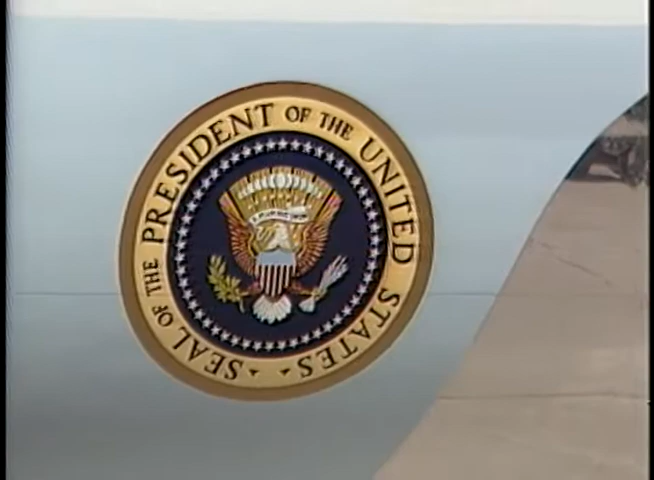 SEAL OF THE PRESIDENT OF THE UNITED STATES